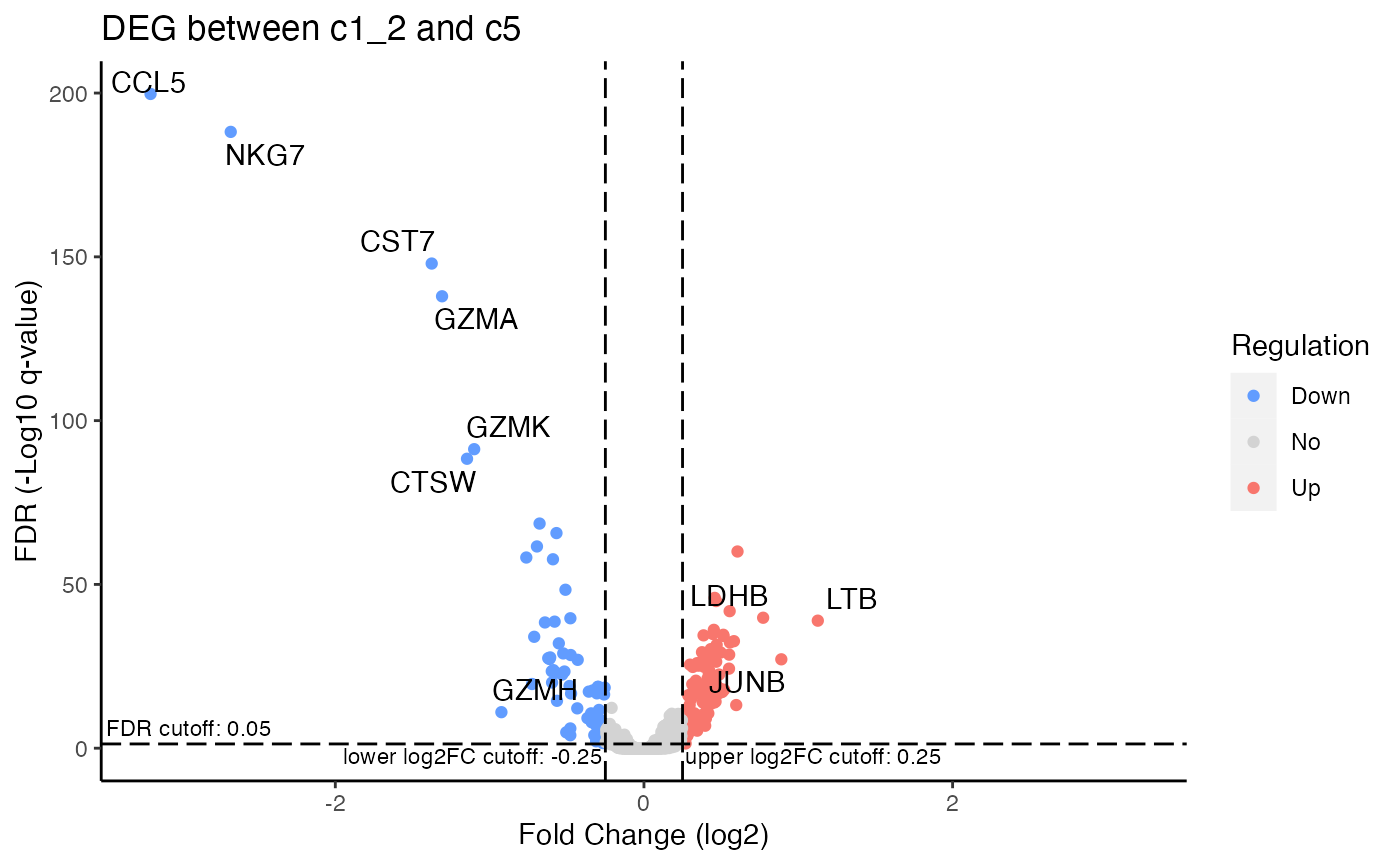 DEG between c1_2 and c5
CCL5
NKG7
CST7
GZMA
GZMK
CTSW
LDHB
LTB
JUNB
GZMH
FDR cutoff: 0.05
lower log2FC cutoff: -0.25
upper log2FC cutoff: 0.25
200
150
100
50
0
-2
0
2
FDR (-Log10 q-value)
Fold Change (log2)
Regulation
Down
No
Up